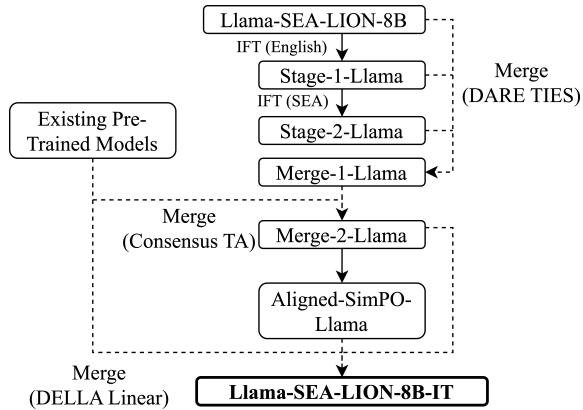 Llama-SEA-LION-8B
IFT (English)
Stage-1-Llama
IFT (SEA)
Stage-2-Llama
Merge
(DARE TIES)
Existing Pre-
Trained Models
Merge-1-Llama
Merge
(Consensus TA)
Merge-2-Llama
Aligned-SimPO-
Llama
Merge
(DELLA Linear)
Llama-SEA-LION-8B-IT